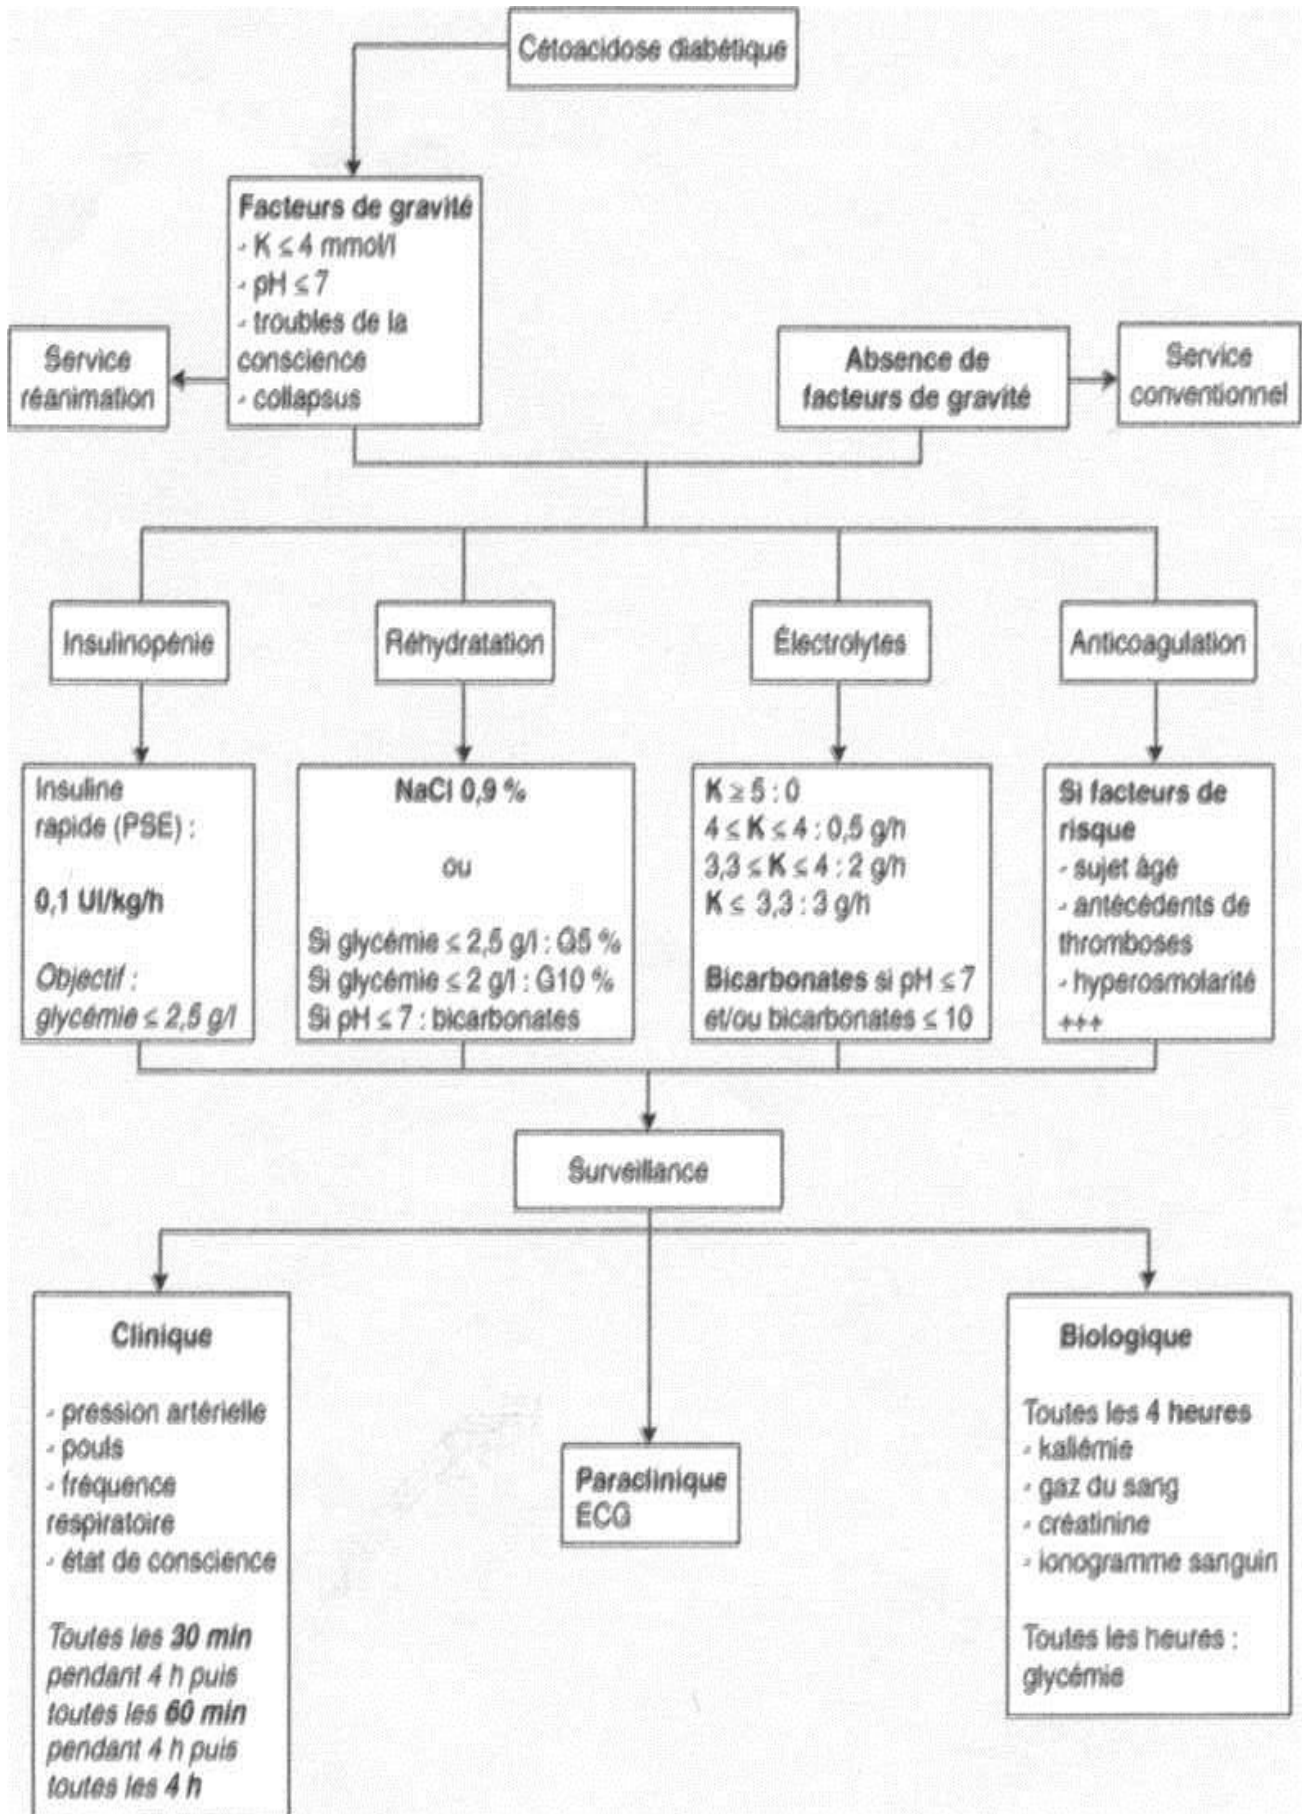 Cétoacidose diabétique
Facteurs de gravité
- K ≤ 4 mmol/l
- pH ≤ 7
- troubles de la
conscience
- collapsus
Service
réanimation
Absence de
facteurs de gravité
Service
conventionnel
Insulinopénie
Réhydratation
Électrolytes
Anticoagulation
Insuline
rapide (PSE) :
0,1 UI/kg/h
Objectif :
glycémie ≤ 2,5 g/l
NaCl 0,9 %
ou
Si glycémie ≤ 2,5 g/l : G5 %
Si glycémie ≤ 2 g/l : G10 %
Si pH ≤ 7 : bicarbonates
K ≥ 5 : 0
4 ≤ K ≤ 4 : 0,5 g/h
3,3 ≤ K ≤ 4 : 2 g/h
K ≤ 3,3 : 3 g/h
Bicarbonates si pH ≤ 7
et/ou bicarbonates ≤ 10
Si facteurs de
risque
- sujet âgé
- antécédents de
thromboses
- hyperosmolarité
+++
Surveillance
Clinique
- pression artérielle
- pouls
- fréquence
respiratoire
- état de conscience
Toutes les 30 min
pendant 4 h puis
toutes les 60 min
pendant 4 h puis
toutes les 4 h
Paraclinique
ECG
Biologique
Toutes les 4 heures
- kaliémie
- gaz du sang
- créatinine
- ionogramme sanguin
Toutes les heures :
glycémie